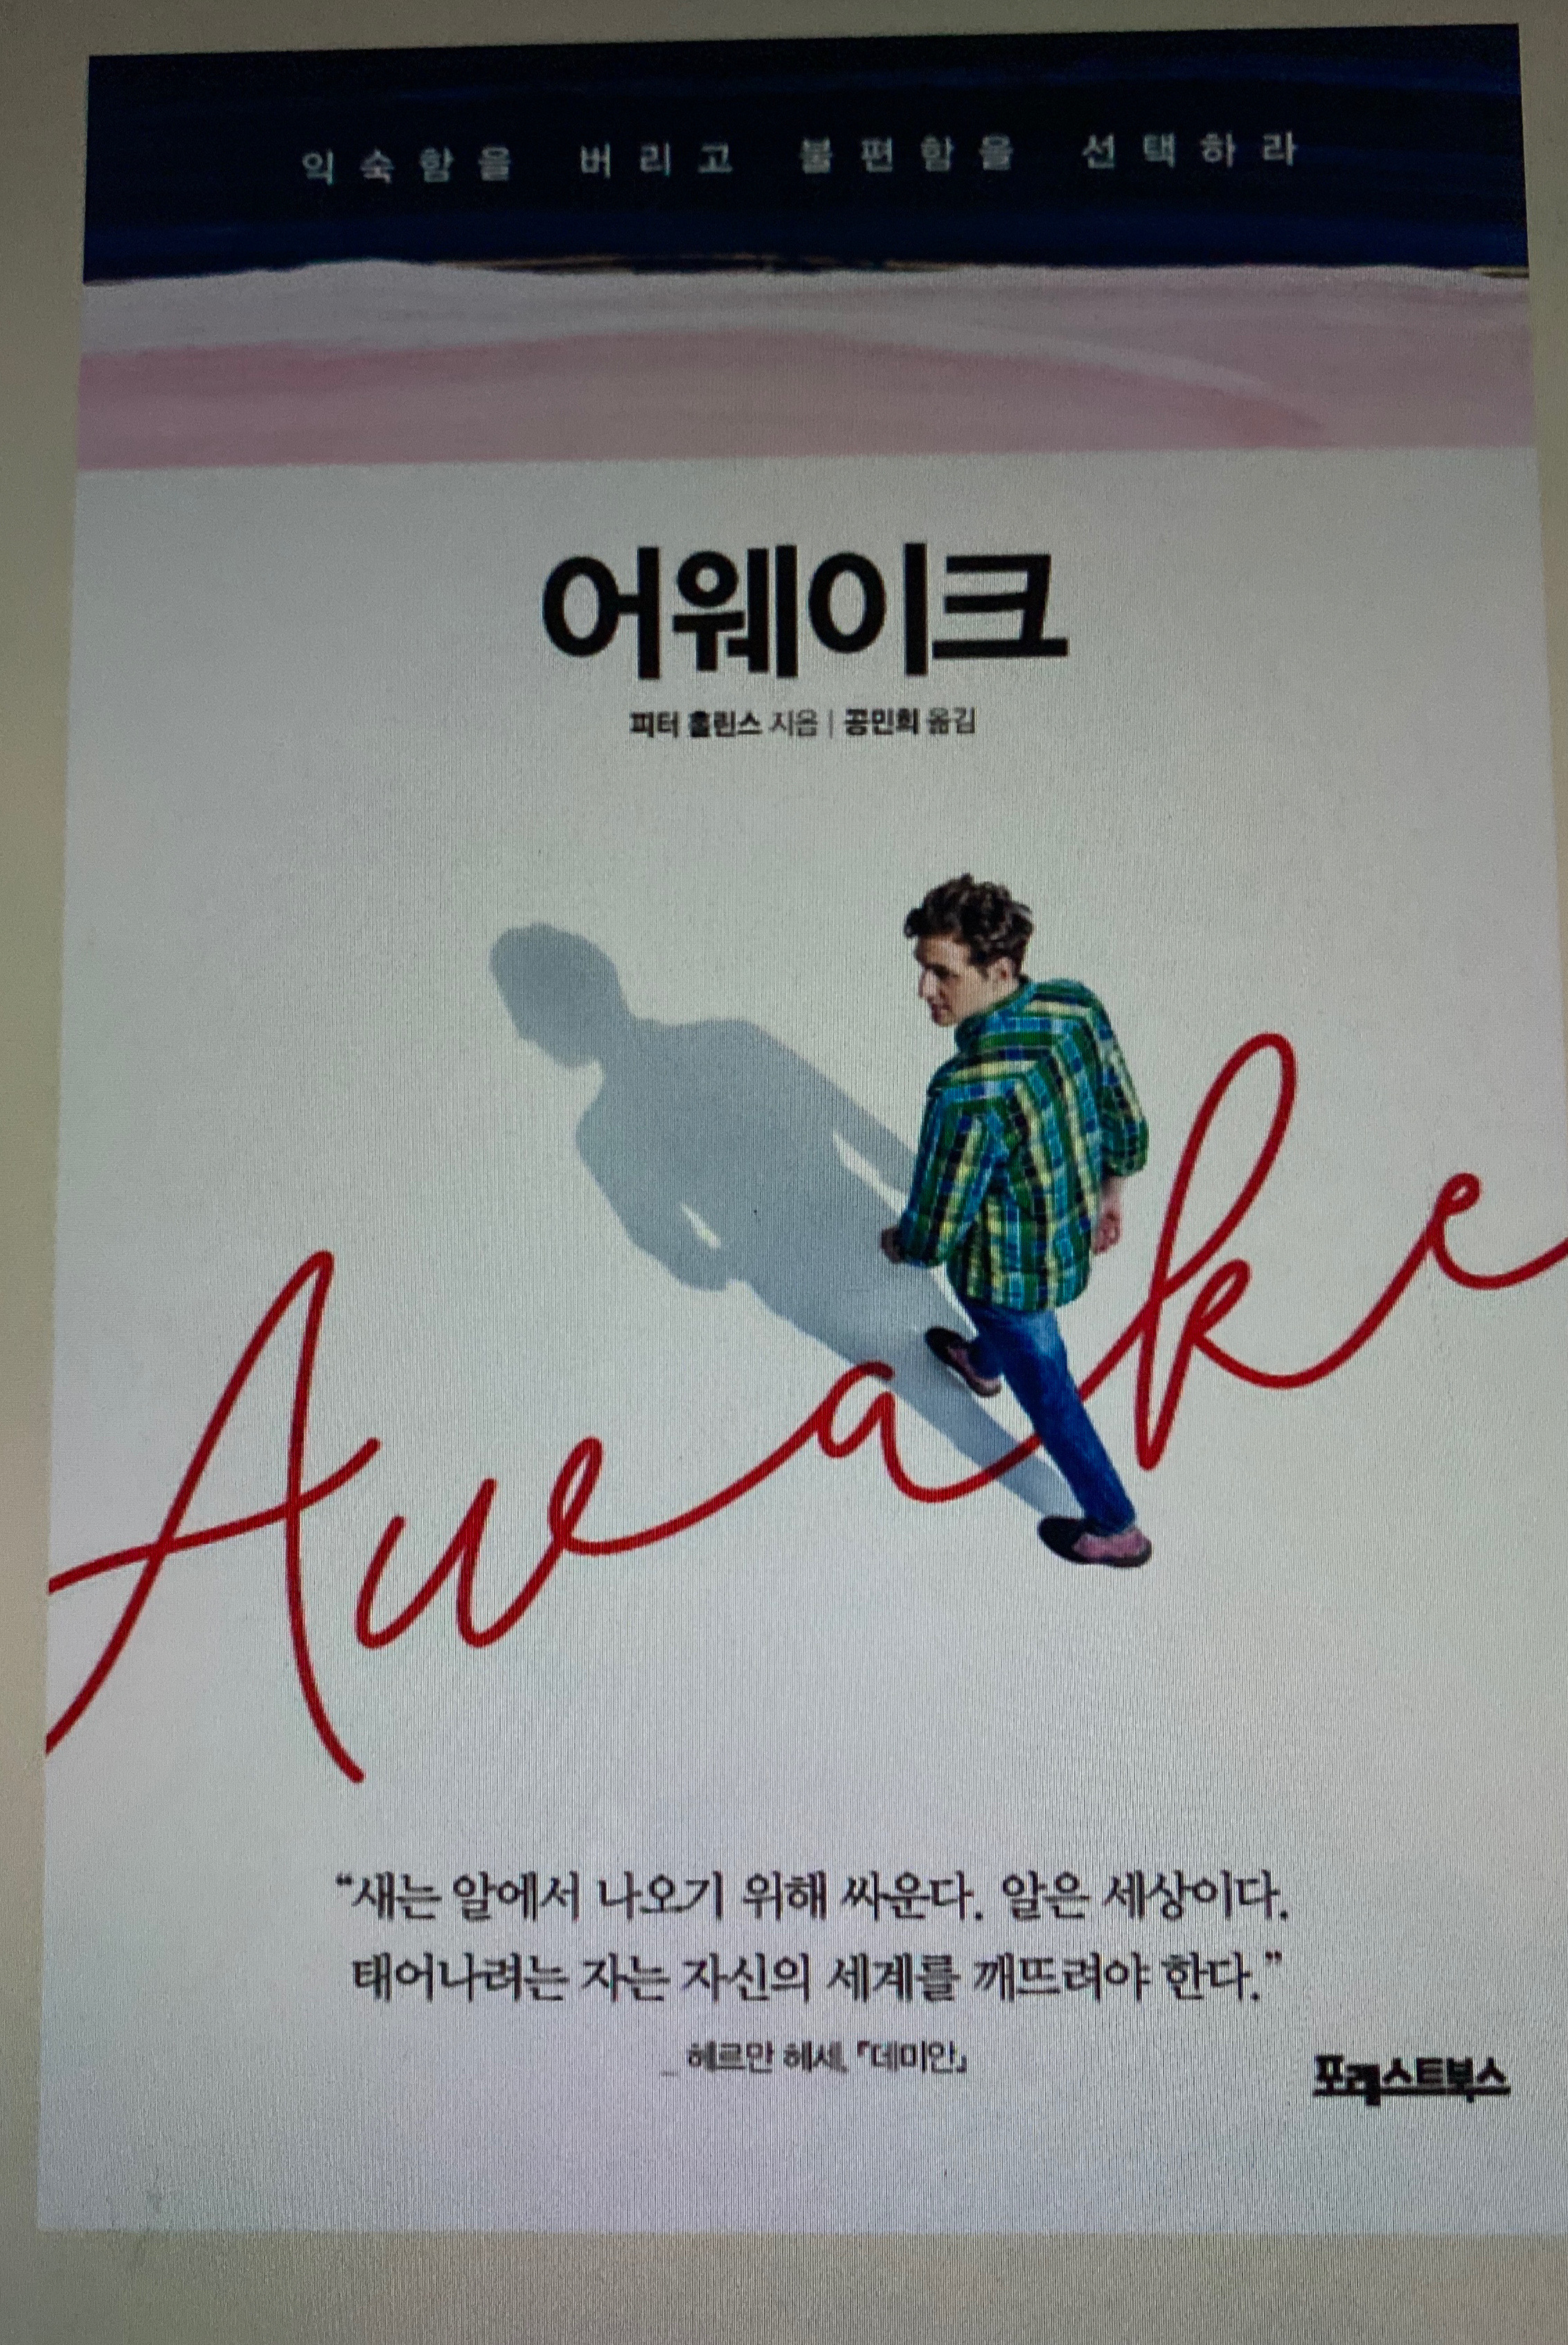 익숙함을 버리고 불편함을 선택하라
어웨이크
피터 홀린스 지음 | 공민희 옮김
Awake
“새는 알에서 나오기 위해 싸운다. 알은 세상이다.
태어나려는 자는 자신의 세계를 깨뜨려야 한다.”
_ 헤르만 헤세, 『데미안』
포레스트북스